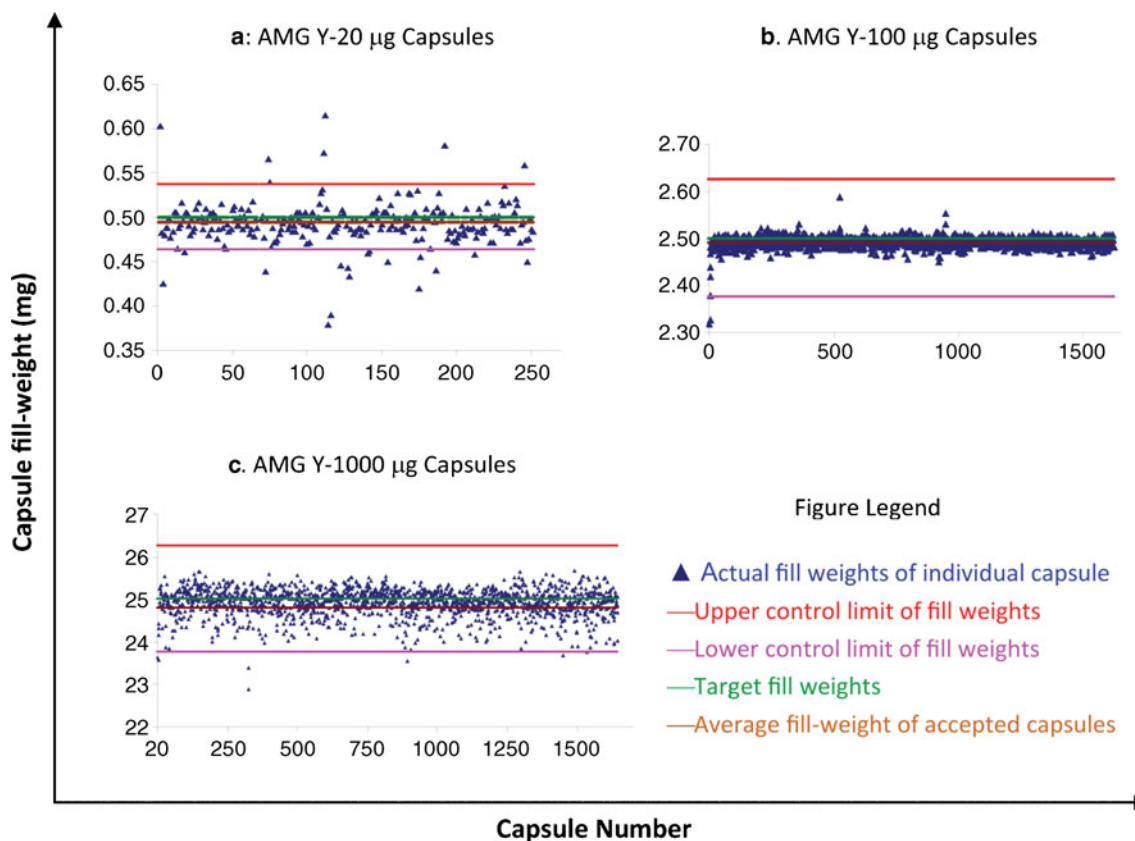 a: AMG Y-20 μg Capsules
b. AMG Y-100 μg Capsules
0.65
0.60
0.55
0.50
0.45
0.40
0.35
0 50 100 150 200 250
2.70
2.60
2.50
2.40
2.30
0 500 1000 1500
Capsule fill-weight (mg)
c. AMG Y-1000 μg Capsules
27
26
25
24
23
22
20 250 500 750 1000 1250 1500
Figure Legend
Actual fill weights of individual capsule
Upper control limit of fill weights
Lower control limit of fill weights
Target fill weights
Average fill-weight of accepted capsules
Capsule Number